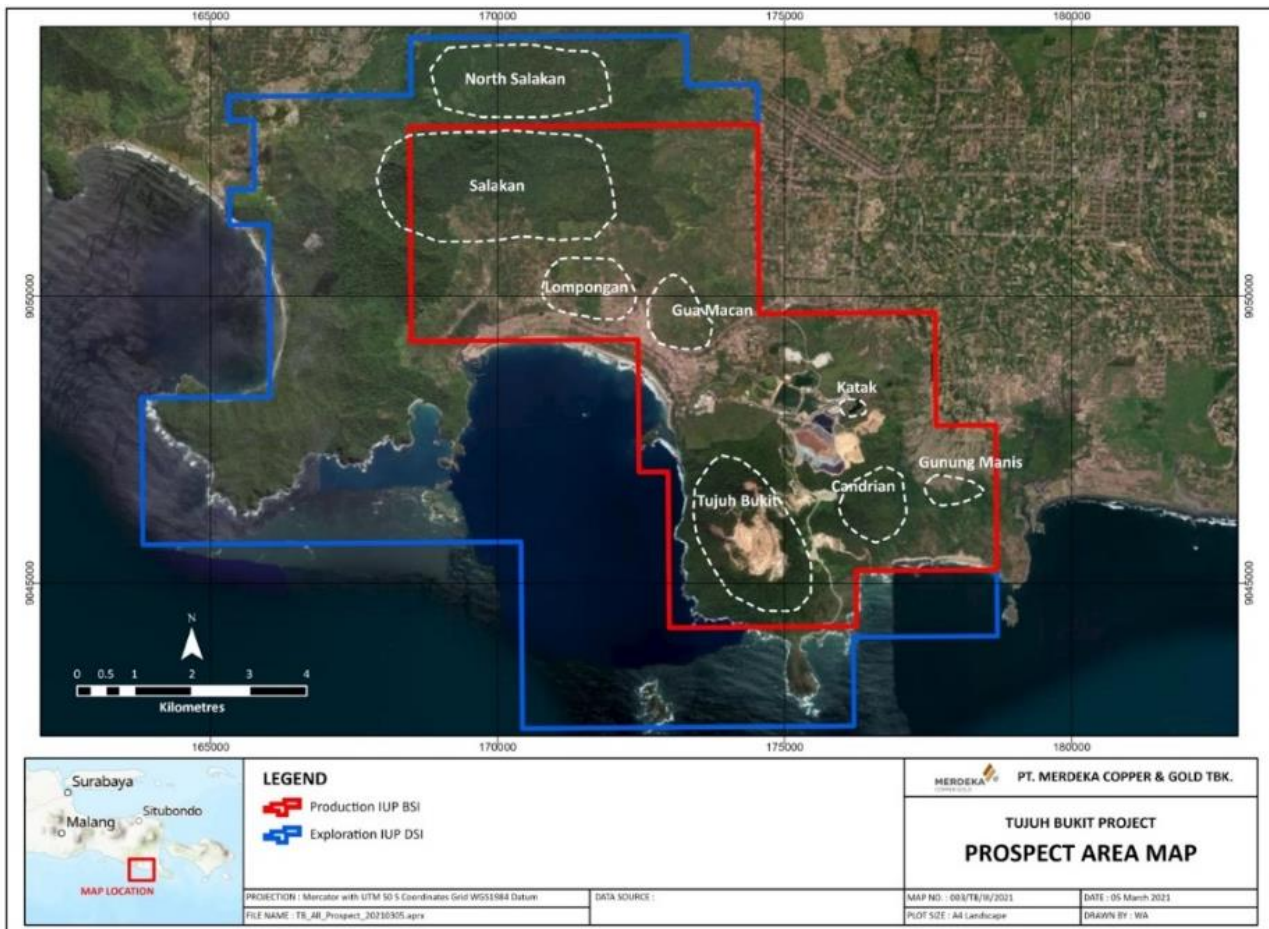 165000 170000 175000 180000
North Salakan
Salakan
9050000 9050000
Lompongan
Gua Macan
Katak
Gunung Manis
Tujuh Bukit
Candrian
9045000 9045000
N
0 0.5 1 2 3 4
Kilometres
165000 170000 175000 180000
Surabaya
Situbondo
Malang
MAP LOCATION
LEGEND
Production IUP BSI
Exploration IUP DSI
PROJECTION : Mercator with UTM 50 S Coordinates Grid WGS1984 Datum
FILE NAME : TB_AR_Prospect_20210305.aprx
DATA SOURCE :
MERDEKA
COPPER GOLD
PT. MERDEKA COPPER & GOLD TBK.
TUJUH BUKIT PROJECT
PROSPECT AREA MAP
MAP NO. : 003/TB/III/2021
DATE : 05 March 2021
PLOT SIZE : A4 Landscape
DRAWN BY : WA